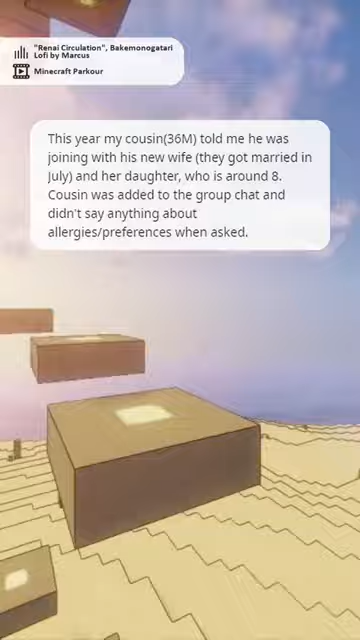 "Renai Circulation", Bakemonogatari
Lofi by Marcus
Minecraft Parkour
This year my cousin(36M) told me he was
joining with his new wife (they got married in
July) and her daughter, who is around 8.
Cousin was added to the group chat and
didn't say anything about
allergies/preferences when asked.